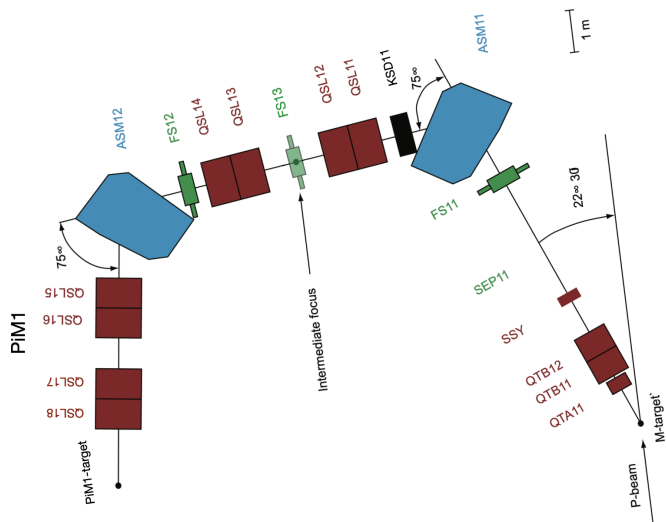 PiM1
ASM12
FS12
QSL14
QSL13
FS13
QSL12
QSL11
KSD11
ASM11
75∞
1 m
75∞
QSL15
QSL16
QSL17
QSL18
PiM1-target
Intermediate focus
FS11
22∞ 30
SEP11
SSY
QTB12
QTB11
QTA11
M-target`
P-beam